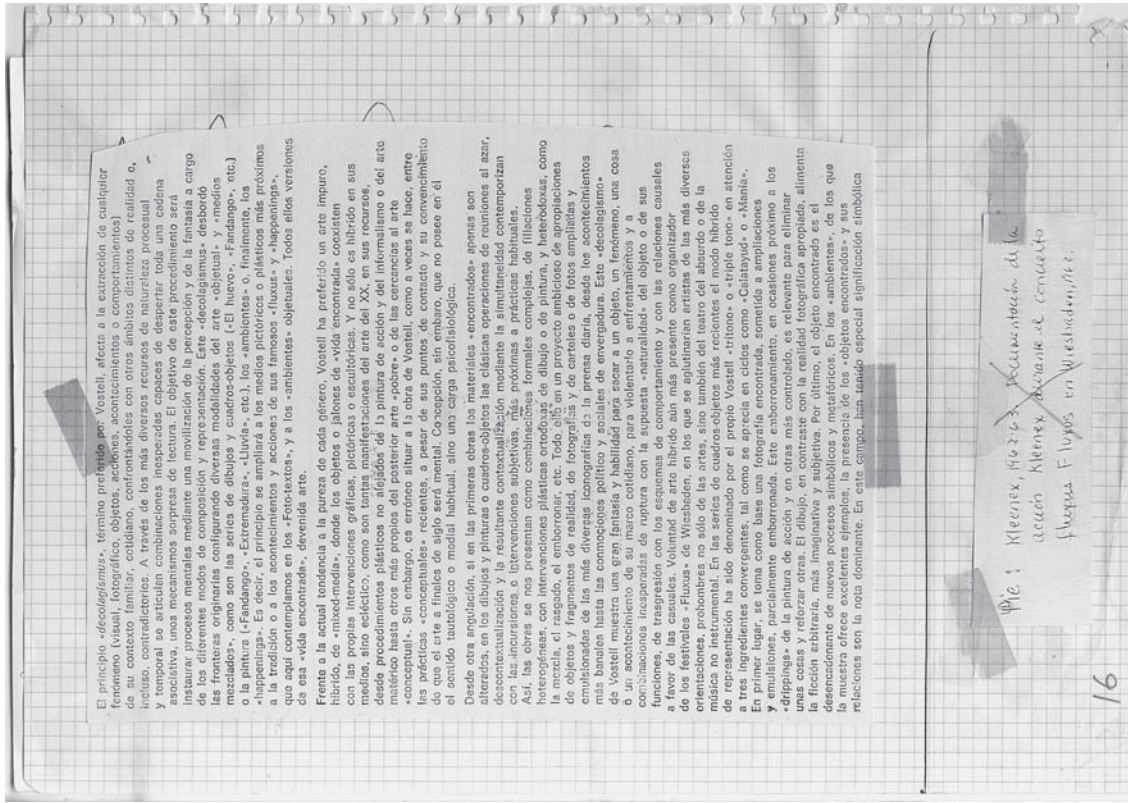 El principio «decolagismus», término preferido por Vostell, afecta a la extracción de cualquier
fenómeno (visual, fotográfico, objetos, acciones, acontecimientos o comportamientos)
de su contexto familiar, cotidiano, confrontándoles con otros ámbitos distintos de realidad e,
incluso, contradictorios. A través de los más diversos recursos de naturaleza procesual
y temporal se articulan combinaciones inesperadas capaces de despertar toda una cadena
asociativa, unos mecanismos sorpresa de lectura. El objetivo de este procedimiento será
instaurar procesos mentales mediante una movilización de la percepción y de la fantasía a cargo
de los diferentes modos de composición y representación. Este «decolagismus» desbordó
las fronteras originarias configurando diversas modalidades del arte «objetual» y «medios
mezclados», como son las series de dibujos y cuadros-objetos («El huevo», «Fandango», etc.)
o la pintura («Fandango», «Extremadura», «Lluvia», etc.), los «ambientes» o, finalmente, los
«happenings». Es decir, el principio se ampliará a los medios pictóricos o plásticos más próximos
a la tradición o a los acontecimientos y acciones de sus famosos «fluxus» y «happenings»,
que aquí contemplamos en los «Foto-textos», y a los «ambientes» objetuales. Todos ellos versiones
de esa «vida encontrada», devenida arte.
Frente a la actual tendencia a la pureza de cada género, Vostell ha preferido un arte impuro,
híbrido, de «mixed-media», donde los objetos o jalones de «vida encontrada» coexisten
con las propias intervenciones gráficas, pictóricas o escultóricas. Y no sólo es híbrido en sus
medios, sino ecléctico, como son tantas manifestaciones del arte del XX, en sus recursos,
desde procedimientos plásticos no alejados de la pintura de acción y del informalismo o del arte
matérico hasta otros más propios del posterior arte «pobre» o de las cercanías al arte
«conceptual». Sin embargo, es erróneo situar a la obra de Vostell, como a veces se hace, entre
las prácticas «conceptuales» recientes, a pesar de sus puntos de contacto y su convencimiento
de que el arte a finales de siglo será mental. Concepción, sin embargo, que no posee en él
el sentido tautológico o modial habitual, sino una carga psicofisiológica.
Desde otra angulación, si en las primeras obras los materiales «encontrados» apenas son
alterados, en los dibujos y pinturas o cuadros-objetos las clásicas operaciones de reuniones al azar,
descontextualización y la resultante contextualización mediante la simultaneidad contemporizan
con las incursiones e intervenciones subjetivas, más próximas a prácticas habituales.
Así, las obras se nos presentan como combinaciones formales complejas, de filiaciones
heterogéneas, con intervenciones plásticas ortodoxas de dibujo o de pintura, y heterodoxas, como
la mezcla, el rasgado, el emborronar, etc. Todo ello en un proyecto ambicioso de apropiaciones
de objetos y fragmentos de realidad, de fotografías y de carteles o de fotos ampliadas y
emulsionadas de las más diversas iconografías de la prensa diaria, desde los acontecimientos
más banales hasta las conmociones político y sociales de envergadura. Este «decolagismo»
de Vostell muestra una gran fantasía y habilidad para sacar a un objeto, un fenómeno, una cosa
o un acontecimiento de su marco cotidiano, para violentarlo a enfrentamientos y a
combinaciones inesperadas de ruptura con la supuesta «naturalidad» del objeto o de sus
funciones, de trasgresión con los esquemas de comportamiento y con las relaciones causales
a favor de las casuales. Voluntad de arte híbrido aún más presente como organizador
de los festivales «Fluxus» de Wiesbaden, en los que se aglutinarían artistas de las más diversas
orientaciones, prohombres no sólo de las artes, sino también del teatro del absurdo o de la
música no instrumental. En las series de cuadros-objetos más recientes el modo híbrido
de representación ha sido denominado por el propio Vostell «tritono» o «triple tono» en atención
a tres ingredientes convergentes, tal como se aprecia en ciclos como «Calatayud» o «Manía».
En primer lugar, se toma como base una fotografía encontrada, sometida a ampliaciones
y emulsiones, parcialmente emborronada. Este emborronamiento, en ocasiones próximo a los
«drippings» de la pintura de acción y en otras más controlado, es relevante para eliminar
unas cosas y reforzar otras. El dibujo, en contraste con la realidad fotográfica apropiada, alimenta
la ficción arbitraria, más imaginativa y subjetiva. Por último, el objeto encontrado es el
desencadenante de nuevos procesos simbólicos y metafóricos. En los «ambientes», de los que
la muestra ofrece excelentes ejemplos, la presencia de los «objetos encontrados» y sus
relaciones son la nota dominante. En este campo han tenido especial significación simbólica
Pie: Kleenex, 1962-63. Documentación de la
acción Kleenex durante el concierto
Fluxus en Wiesbaden, 1962.
16